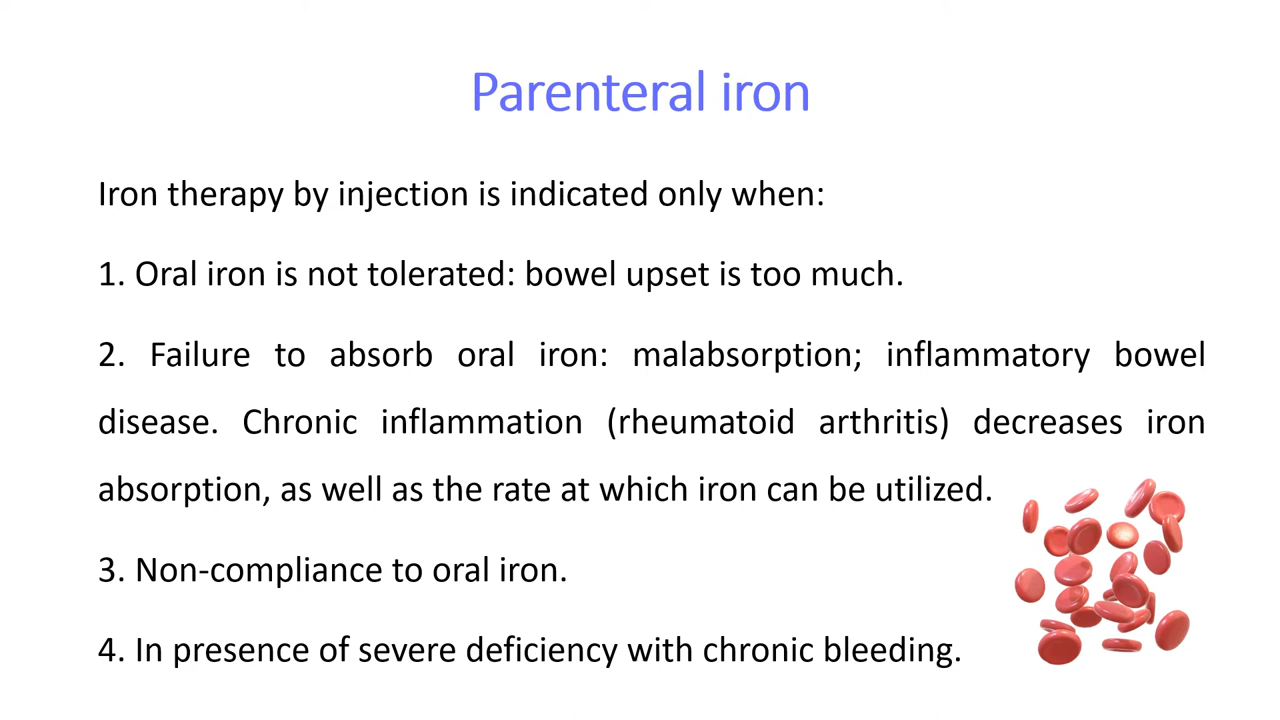 Parenteral iron
Iron therapy by injection is indicated only when:
1. Oral iron is not tolerated: bowel upset is too much.
2. Failure to absorb oral iron: malabsorption; inflammatory bowel
disease. Chronic inflammation (rheumatoid arthritis) decreases iron
absorption, as well as the rate at which iron can be utilized.
3. Non-compliance to oral iron.
4. In presence of severe deficiency with chronic bleeding.